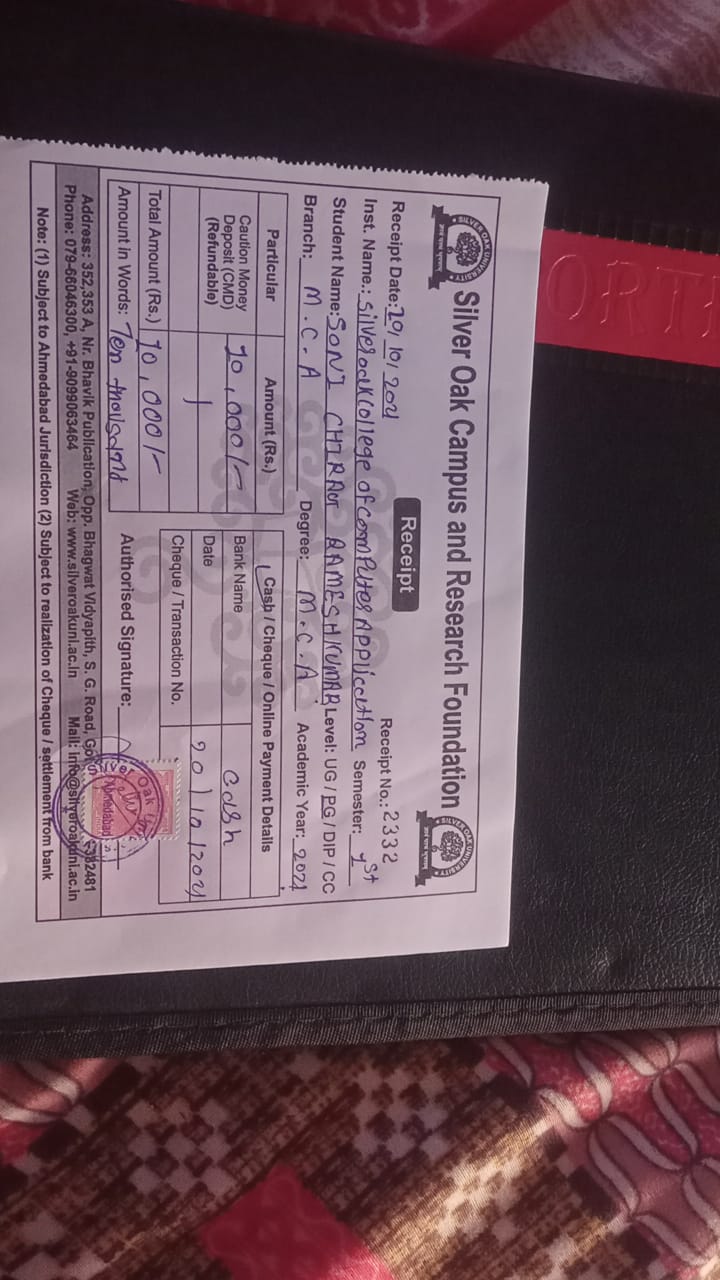 ORT
Silver Oak Campus and Research Foundation
SILVER OAK UNIVERSITY
SILVER OAK UNIVERSITY
Receipt
Receipt No.: 2332
Receipt Date: 20/10/2021
Inst. Name.: silver oak college of computer Application Semester: 1st
Student Name: SONI CHIRAG RAMESHKUMAR Level: UG / PG / DIP / CC
Branch: M.C.A Degree: M.C.A Academic Year: 2021
Particular Amount (Rs.) Cash / Cheque / Online Payment Details
Caution Money Deposit (CMD) (Refundable) 10,000/- Bank Name Cash
Date 20/10/2021
Cheque / Transaction No.
Total Amount (Rs.) 10,000/-
Amount in Words: Ten thousand Authorised Signature:
Silver Oak
Ahmedabad
Address: 352,353 A, Nr. Bhavik Publication, Opp. Bhagwat Vidyapith, S. G. Road, 382481
Phone: 079-66046300, +91-9099063464 Web: www.silveroakuni.ac.in Mail: info@silveroakuni.ac.in
Note: (1) Subject to Ahmedabad Jurisdiction (2) Subject to realization of Cheque / settlement from bank